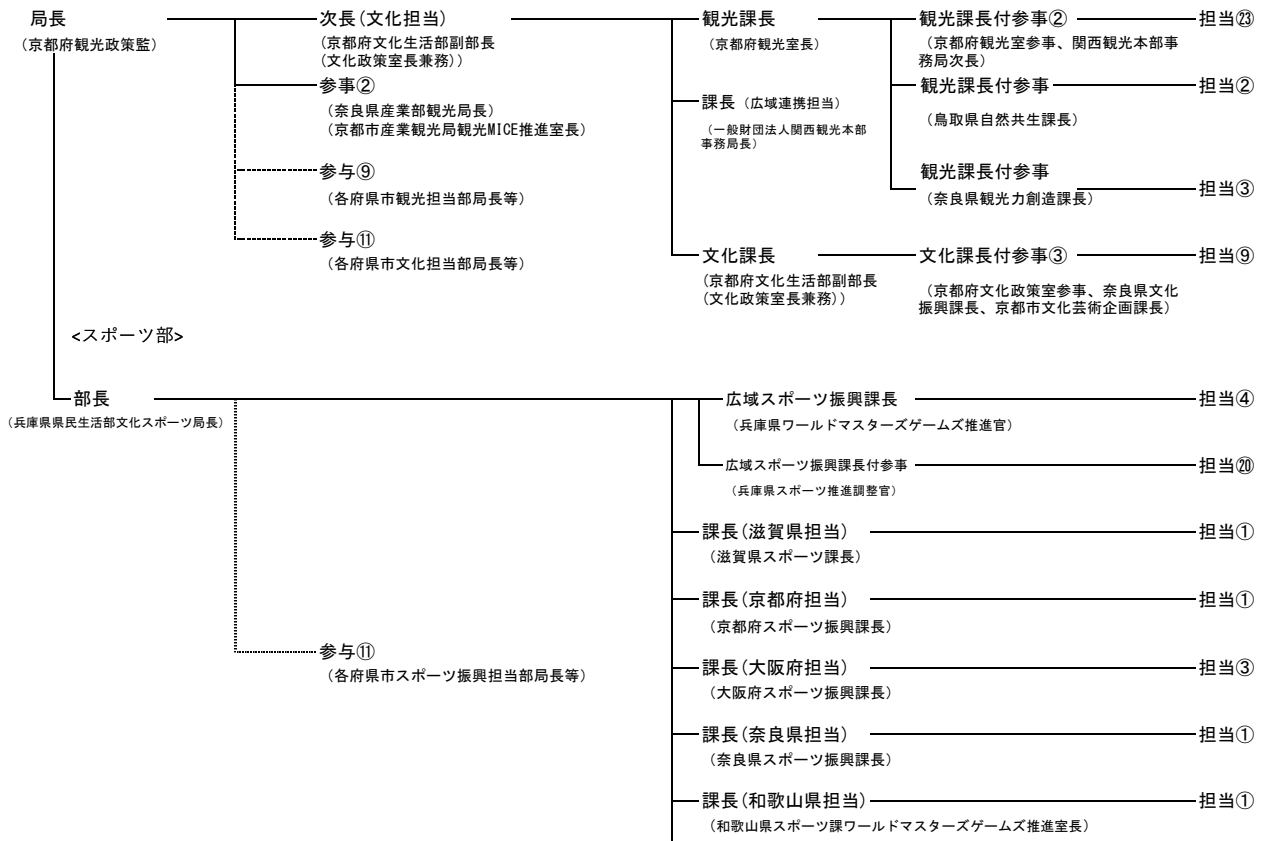 局長
(京都府観光政策監)
次長(文化担当)
(京都府文化生活部副部長
(文化政策室長兼務))
参事②
(奈良県産業部観光局長)
(京都市産業観光局観光MICE推進室長)
参与⑨
(各府県市観光担当部局長等)
参与⑪
(各府県市文化担当部局長等)
観光課長
(京都府観光室長)
課長(広域連携担当)
(一般財団法人関西観光本部
事務局長)
文化課長
(京都府文化生活部副部長
(文化政策室長兼務))
観光課長付参事②
(京都府観光室参事、関西観光本部事
務局次長)
担当㉓
観光課長付参事
(鳥取県自然共生課長)
担当②
観光課長付参事
(奈良県観光力創造課長)
担当③
文化課長付参事③
(京都府文化政策室参事、奈良県文化
振興課長、京都市文化芸術企画課長)
担当⑨
<スポーツ部>
部長
(兵庫県県民生活部文化スポーツ局長)
参与⑪
(各府県市スポーツ振興担当部局長等)
広域スポーツ振興課長
(兵庫県ワールドマスターズゲームズ推進官)
担当④
広域スポーツ振興課長付参事
(兵庫県スポーツ推進調整官)
担当⑳
課長(滋賀県担当)
(滋賀県スポーツ課長)
担当①
課長(京都府担当)
(京都府スポーツ振興課長)
担当①
課長(大阪府担当)
(大阪府スポーツ振興課長)
担当③
課長(奈良県担当)
(奈良県スポーツ振興課長)
担当①
課長(和歌山県担当)
(和歌山県スポーツ課ワールドマスターズゲームズ推進室長)
担当①